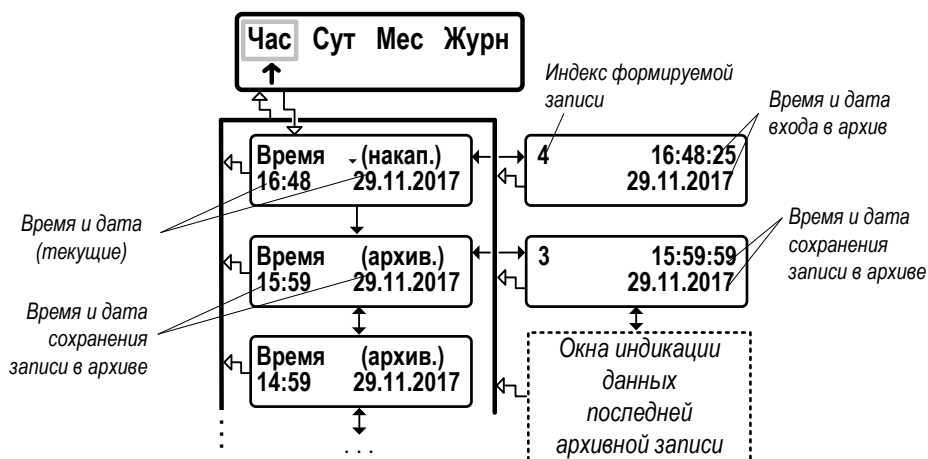 Час Сут Мес Журн
Индекс формируемой
записи
Время и дата
входа в архив
Время (накап.)
16:48 29.11.2017
4 16:48:25
29.11.2017
Время и дата
(текущие)
Время (архив.)
15:59 29.11.2017
3 15:59:59
29.11.2017
Время и дата
сохранения
записи в архиве
Время и дата
сохранения
записи в архиве
Время (архив.)
14:59 29.11.2017
Окна индикации
данных
последней
архивной записи
. . .